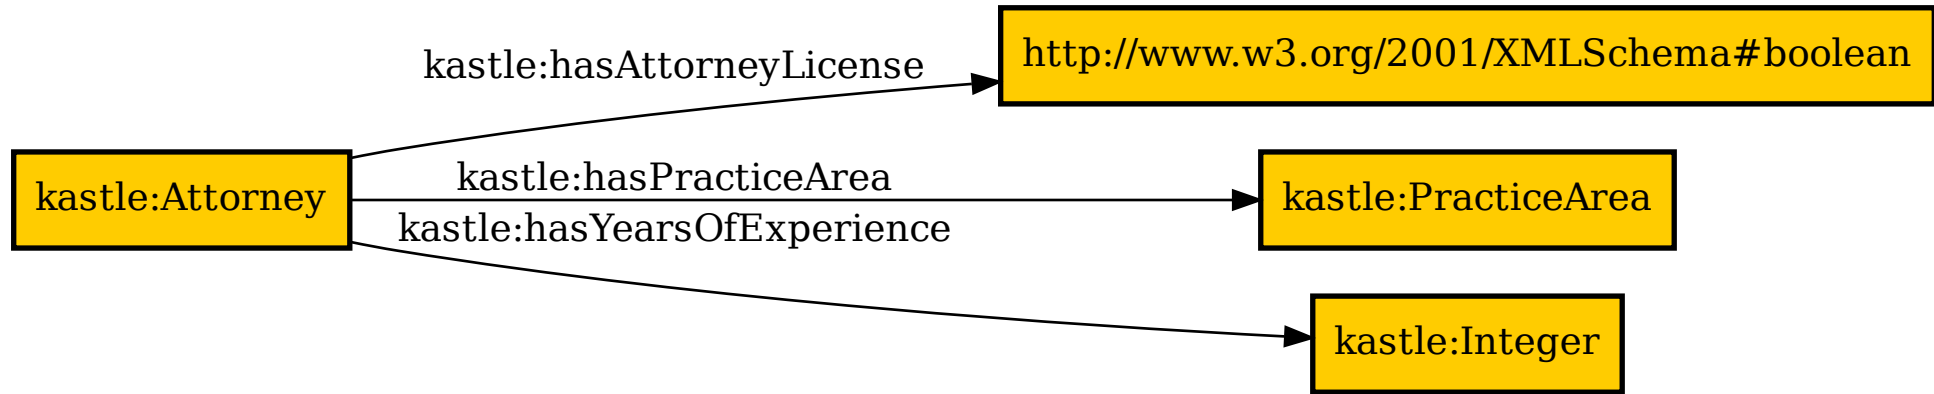 kastle:hasAttorneyLicense
http://www.w3.org/2001/XMLSchema#boolean
kastle:Attorney
kastle:hasPracticeArea
kastle:PracticeArea
kastle:hasYearsOfExperience
kastle:Integer